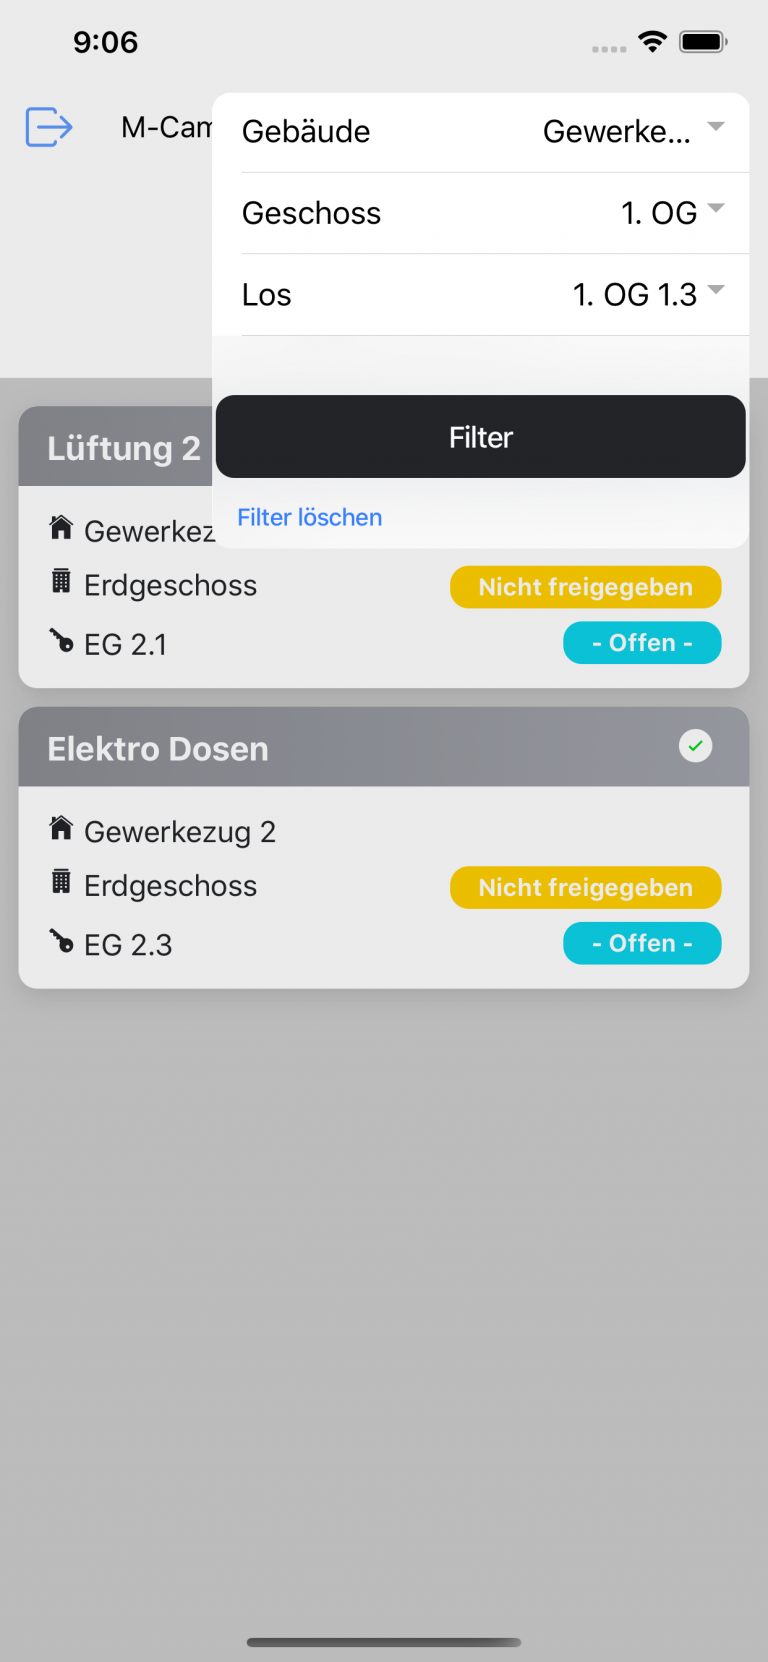 9:06
M-Cam
Gebäude Gewerke...
Geschoss 1. OG
Los 1. OG 1.3
Filter
Filter löschen
Lüftung 2
Gewerkez
Erdgeschoss Nicht freigegeben
EG 2.1 - Offen -
Elektro Dosen
Gewerkezug 2
Erdgeschoss Nicht freigegeben
EG 2.3 - Offen -